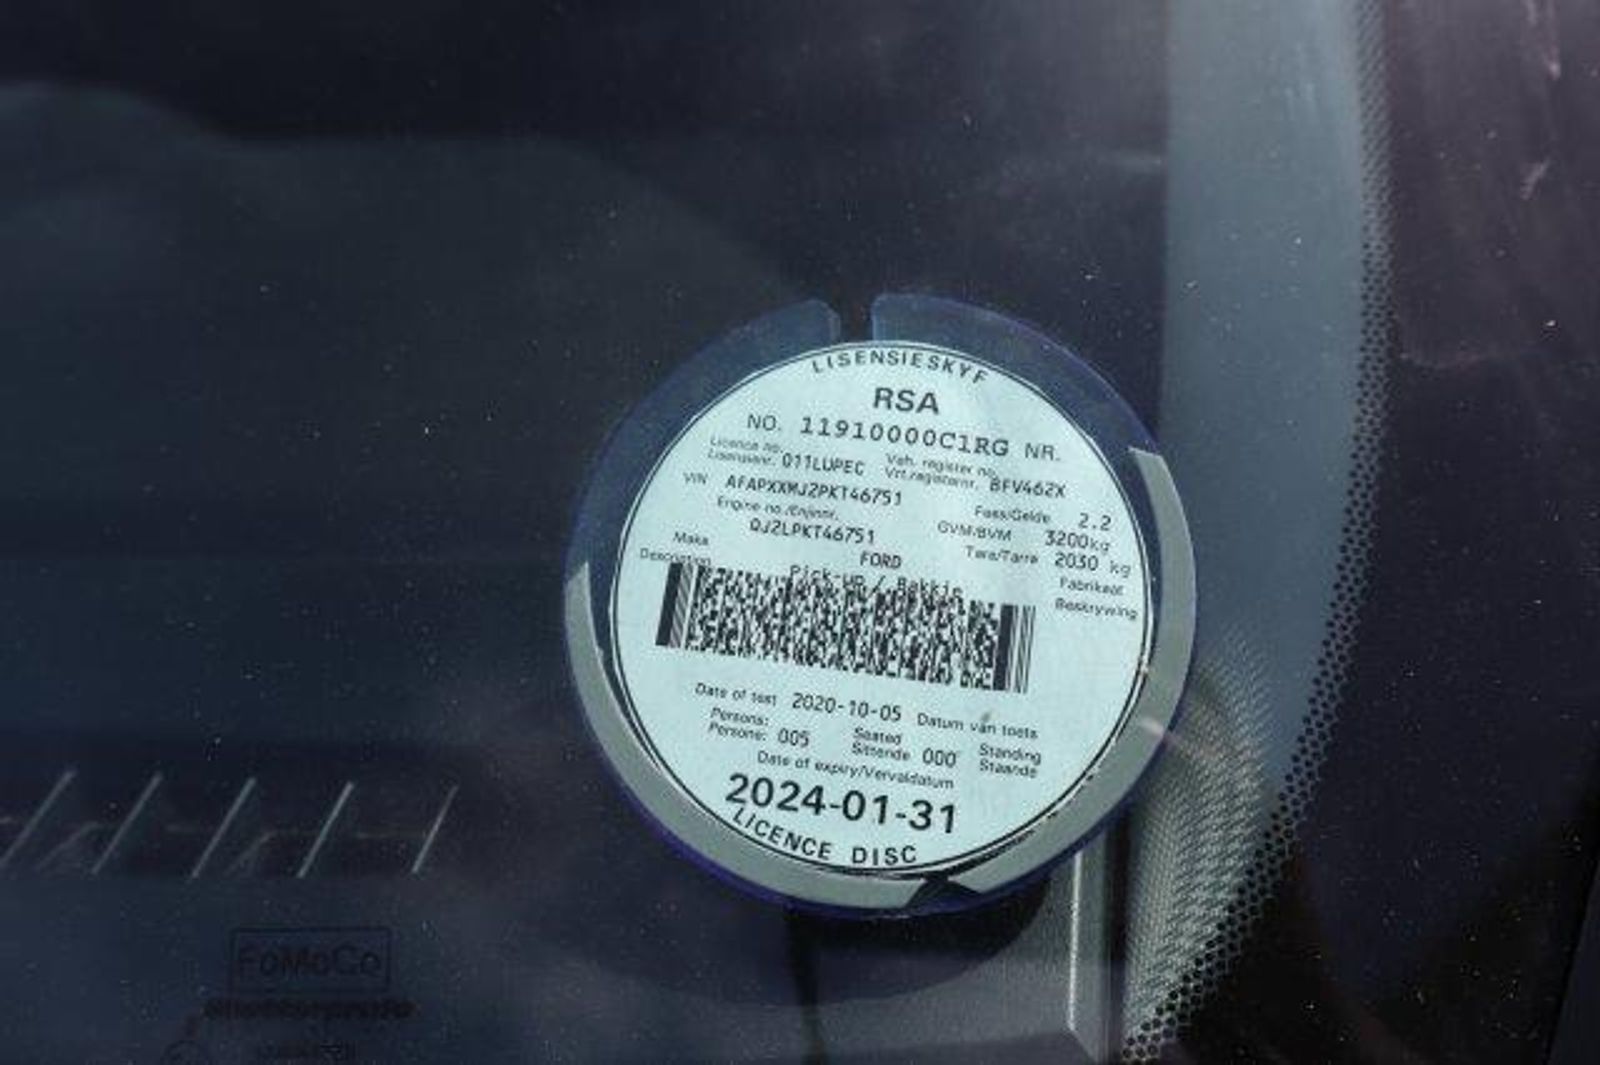 LISENSIESKYF
RSA
NO. 11910000C1RG NR.
Licence no. Veh. register no.
Lisensienr. 011LUPEC Vrt.registernr. BFV462X
VIN AFAPXXMJ2PKT46751
Fees/Gelde 2.2
Engine no./Enjinnr. GVM/BVM 3200kg
QJ2LPKT46751 Tare/Tarra 2030 kg
Make FORD Fabrikaat
Description Pick-up / Bakkie Beskrywing
Date of test 2020-10-05 Datum van toets
Persons: Seated Standing
Persone: 005 Sittende 000 Staande
Date of expiry/Vervaldatum
2024-01-31
LICENCE DISC
FoMoCo